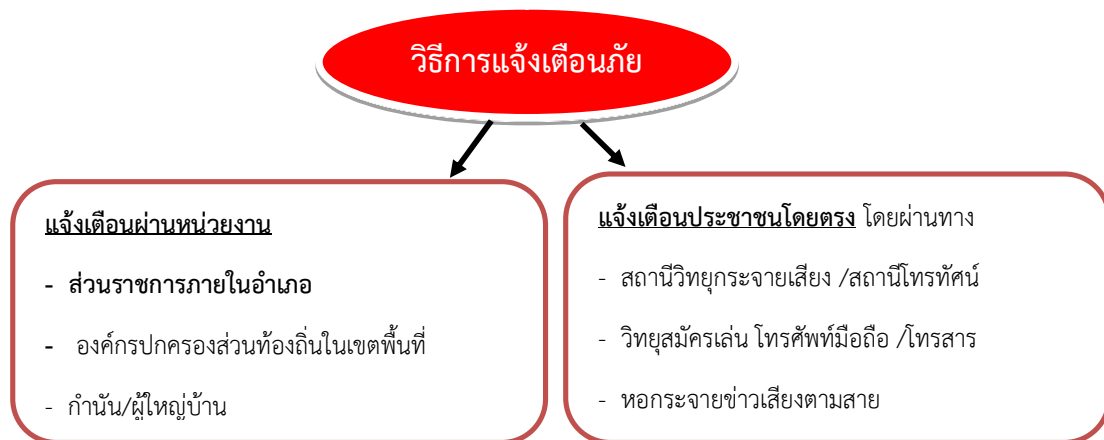 วิธีการแจ้งเตือนภัย
แจ้งเตือนผ่านหน่วยงาน
- ส่วนราชการภายในอำเภอ
- องค์กรปกครองส่วนท้องถิ่นในเขตพื้นที่
- กำนัน/ผู้ใหญ่บ้าน
แจ้งเตือนประชาชนโดยตรง โดยผ่านทาง
- สถานีวิทยุกระจายเสียง /สถานีโทรทัศน์
- วิทยุสมัครเล่น โทรศัพท์มือถือ /โทรสาร
- หอกระจายข่าวเสียงตามสาย